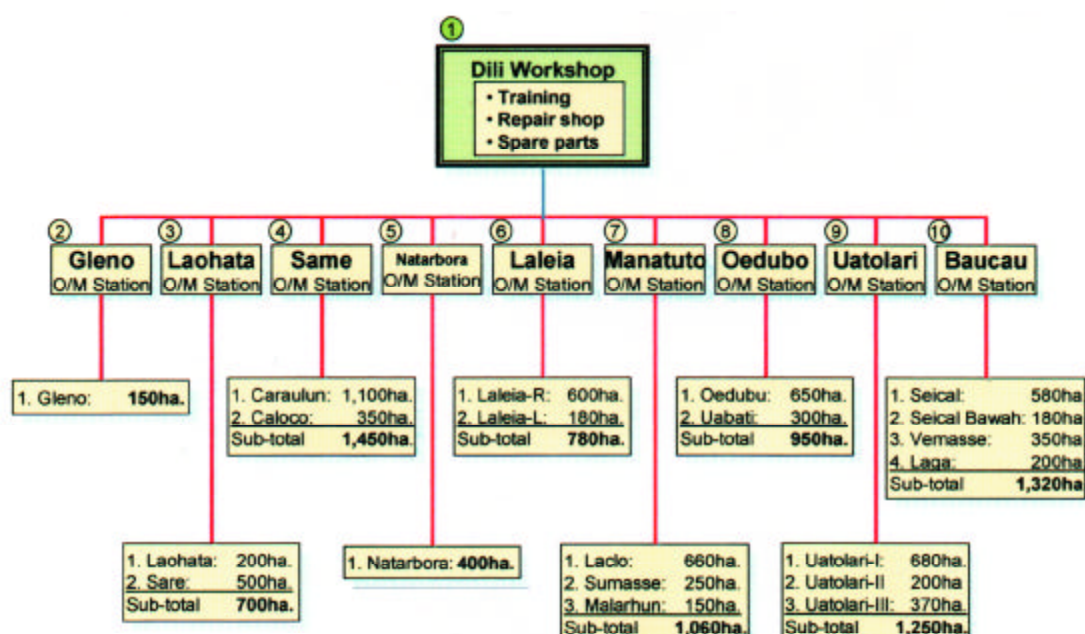 1
Dili Workshop
• Training
• Repair shop
• Spare parts
2
Gleno
O/M Station
3
Laohata
O/M Station
4
Same
O/M Station
5
Natarbora
O/M Station
6
Laleia
O/M Station
7
Manatuto
O/M Station
8
Oedubo
O/M Station
9
Uatolari
O/M Station
10
Baucau
O/M Station
1. Gleno: 150ha.
1. Caraulun: 1,100ha.
2. Caloco: 350ha.
Sub-total 1,450ha.
1. Laleia-R: 600ha.
2. Laleia-L: 180ha.
Sub-total 780ha.
1. Oedubu: 650ha.
2. Uabati: 300ha.
Sub-total 950ha.
1. Seical: 580ha
2. Seical Bawah: 180ha
3. Vemasse: 350ha
4. Laga: 200ha
Sub-total 1,320ha
1. Laohata: 200ha.
2. Sare: 500ha.
Sub-total 700ha.
1. Natarbora: 400ha.
1. Laclo: 660ha.
2. Sumasse: 250ha.
3. Malarhun: 150ha.
Sub-total 1,060ha.
1. Uatolari-I: 680ha.
2. Uatolari-II 200ha
3. Uatolari-III: 370ha.
Sub-total 1,250ha.